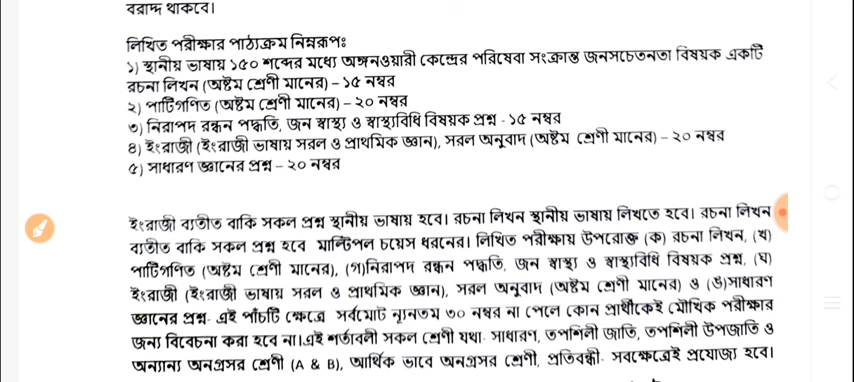 বরাদ্দ থাকবে।
লিখিত পরীক্ষার পাঠ্যক্রম নিম্নরূপঃ
১) স্থানীয় ভাষায় ১৫০ শব্দের মধ্যে অঙ্গনওয়ারী কেন্দ্রের পরিষেবা সংক্রান্ত জনসচেতনতা বিষয়ক একটি
রচনা লিখন (অষ্টম শ্রেণী মানের) – ১৫ নম্বর
২) পাটিগণিত (অষ্টম শ্রেণী মানের) – ২০ নম্বর
৩) নিরাপদ রন্ধন পদ্ধতি, জন স্বাস্থ্য ও স্বাস্থ্যবিধি বিষয়ক প্রশ্ন - ১৫ নম্বর
৪) ইংরাজী (ইংরাজী ভাষায় সরল ও প্রাথমিক জ্ঞান), সরল অনুবাদ (অষ্টম শ্রেণী মানের) – ২০ নম্বর
৫) সাধারণ জ্ঞানের প্রশ্ন – ২০ নম্বর
ইংরাজী ব্যতীত বাকি সকল প্রশ্ন স্থানীয় ভাষায় হবে। রচনা লিখন স্থানীয় ভাষায় লিখতে হবে। রচনা লিখন
ব্যতীত বাকি সকল প্রশ্ন হবে মাল্টিপল চয়েস ধরনের। লিখিত পরীক্ষায় উপরোক্ত (ক) রচনা লিখন, (খ)
পাটিগণিত (অষ্টম শ্রেণী মানের), (গ)নিরাপদ রন্ধন পদ্ধতি, জন স্বাস্থ্য ও স্বাস্থ্যবিধি বিষয়ক প্রশ্ন, (ঘ)
ইংরাজী (ইংরাজী ভাষায় সরল ও প্রাথমিক জ্ঞান), সরল অনুবাদ (অষ্টম শ্রেণী মানের) ও (ঙ)সাধারণ
জ্ঞানের প্রশ্ন- এই পাঁচটি ক্ষেত্রে সর্বমোট ন্যূনতম ৩০ নম্বর না পেলে কোন প্রার্থীকেই মৌখিক পরীক্ষার
জন্য বিবেচনা করা হবে না।এই শর্তাবলী সকল শ্রেণী যথা- সাধারণ, তপশিলী জাতি, তপশিলী উপজাতি ও
অন্যান্য অনগ্রসর শ্রেণী (A & B), আর্থিক ভাবে অনগ্রসর শ্রেণী, প্রতিবন্ধী- সবক্ষেত্রেই প্রযোজ্য হবে।